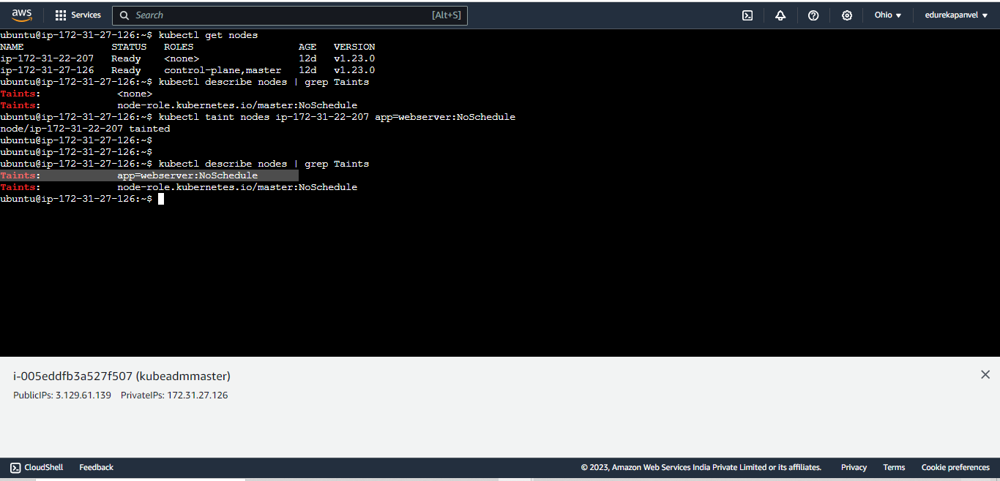 aws Services Search [Alt+S] Ohio edurekapanvel
ubuntu@ip-172-31-27-126:~$ kubectl get nodes
NAME STATUS ROLES AGE VERSION
ip-172-31-22-207 Ready <none> 12d v1.23.0
ip-172-31-27-126 Ready control-plane,master 12d v1.23.0
ubuntu@ip-172-31-27-126:~$ kubectl describe nodes | grep Taints
Taints: <none>
Taints: node-role.kubernetes.io/master:NoSchedule
ubuntu@ip-172-31-27-126:~$ kubectl taint nodes ip-172-31-22-207 app=webserver:NoSchedule
node/ip-172-31-22-207 tainted
ubuntu@ip-172-31-27-126:~$
ubuntu@ip-172-31-27-126:~$
ubuntu@ip-172-31-27-126:~$ kubectl describe nodes | grep Taints
Taints: app=webserver:NoSchedule
Taints: node-role.kubernetes.io/master:NoSchedule
ubuntu@ip-172-31-27-126:~$
i-005eddfb3a527f507 (kubeadmmaster)
PublicIPs: 3.129.61.139 PrivateIPs: 172.31.27.126
CloudShell Feedback © 2023, Amazon Web Services India Private Limited or its affiliates. Privacy Terms Cookie preferences